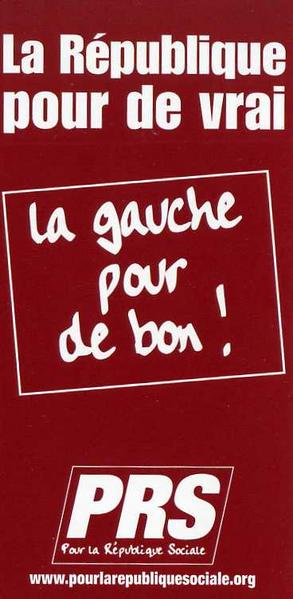 La République
pour de vrai
la gauche
pour
de bon !
PRS
Pour la République Sociale
www.pourlarepubliquesociale.org